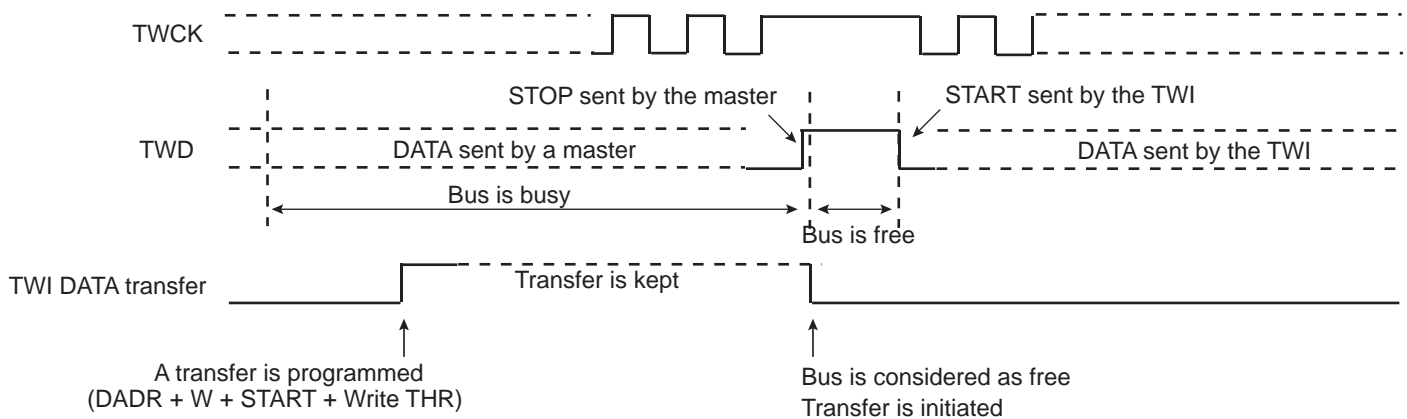 TWCK
STOP sent by the master
START sent by the TWI
TWD
DATA sent by a master
DATA sent by the TWI
Bus is busy
Bus is free
TWI DATA transfer
Transfer is kept
A transfer is programmed
(DADR + W + START + Write THR)
Bus is considered as free
Transfer is initiated